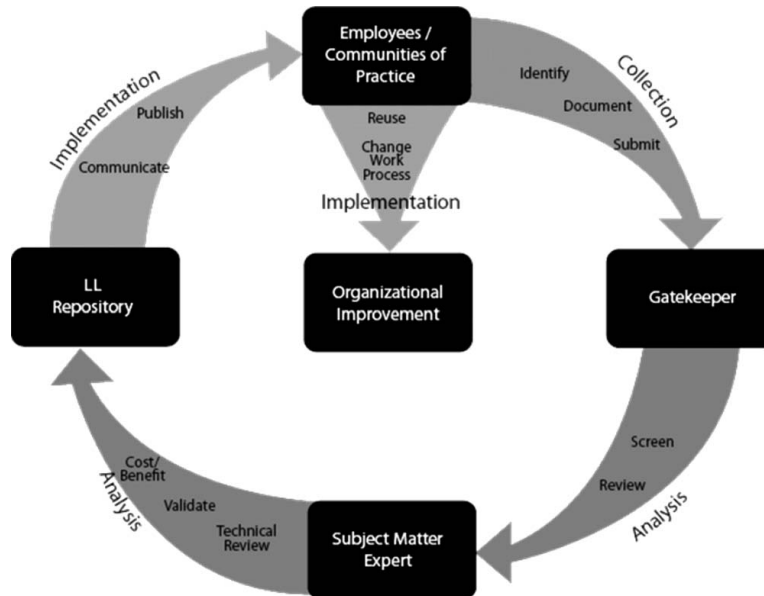 Employees /
Communities of
Practice
Identify
Document
Submit
Collection
Implementation
Publish
Communicate
Reuse
Change
Work
Process
Implementation
LL
Repository
Organizational
Improvement
Gatekeeper
Screen
Review
Analysis
Cost/
Benefit
Validate
Technical
Review
Analysis
Subject Matter
Expert